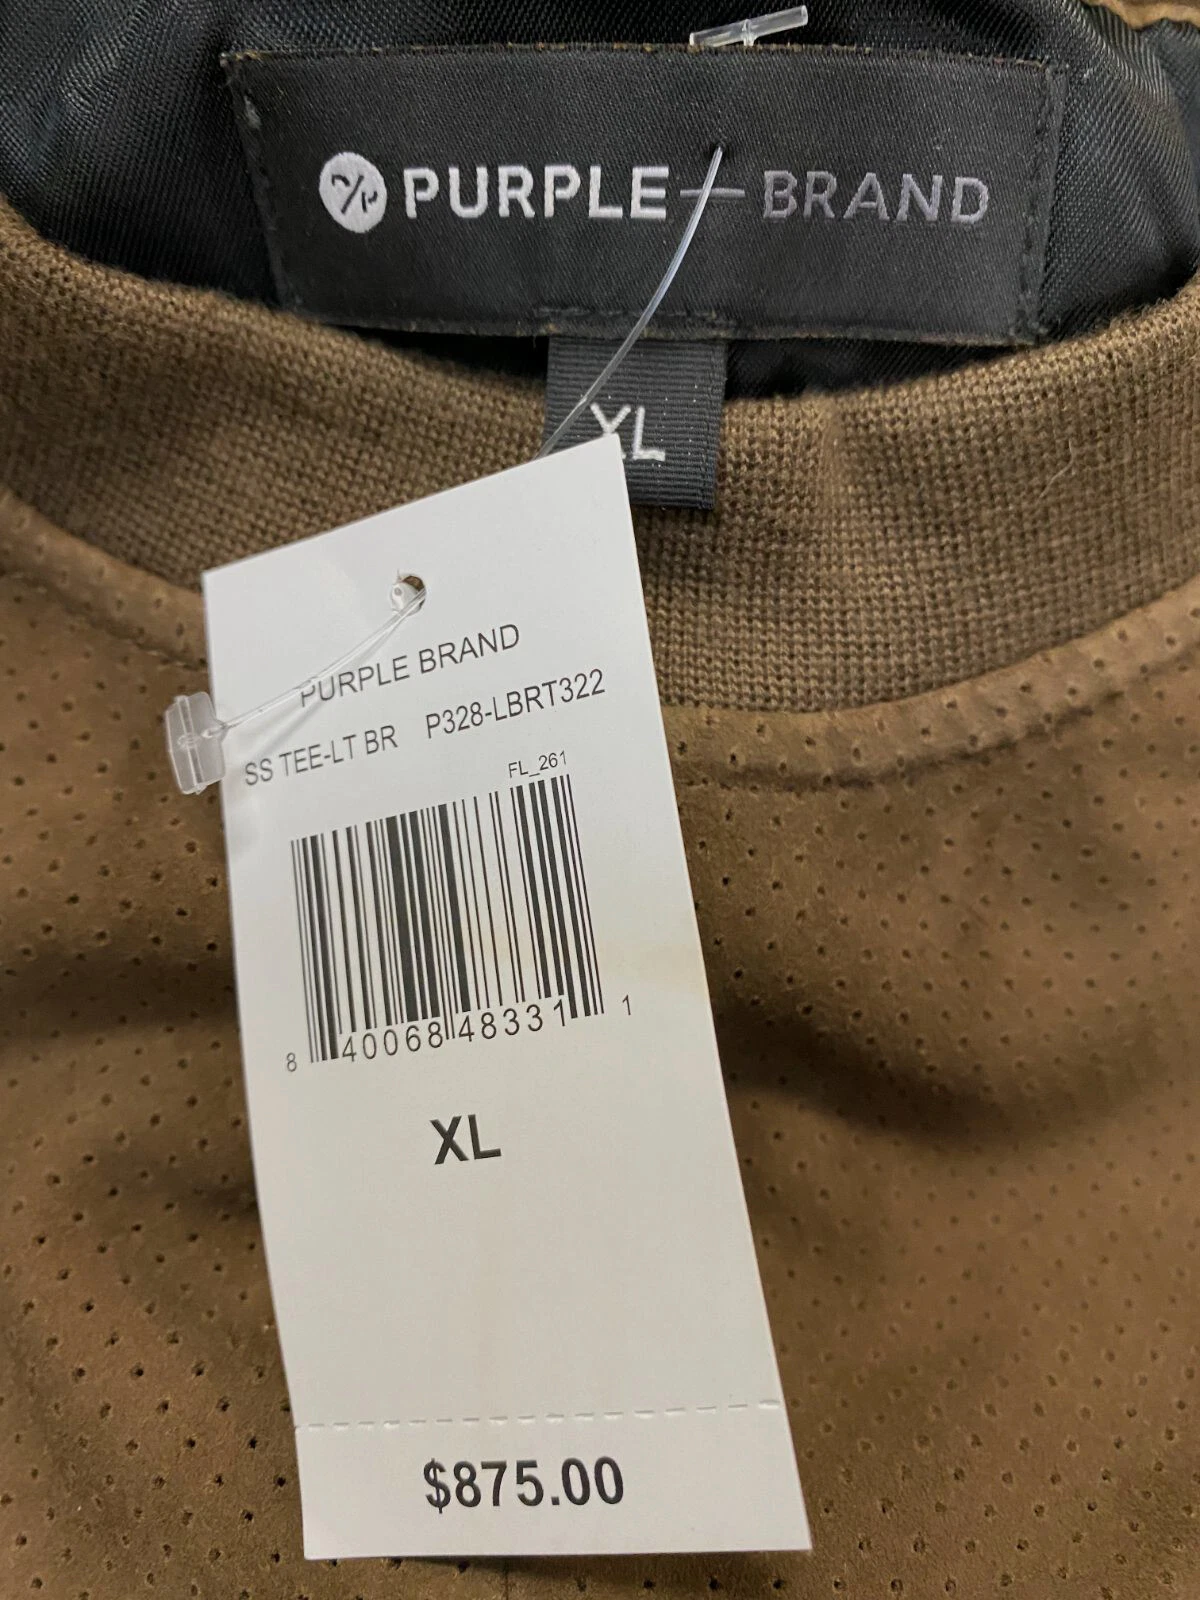 PURPLE — BRAND
XL
PURPLE BRAND
SS TEE-LT BR P328-LBRT322
FL_261
8 40068 48331 1
XL
$875.00